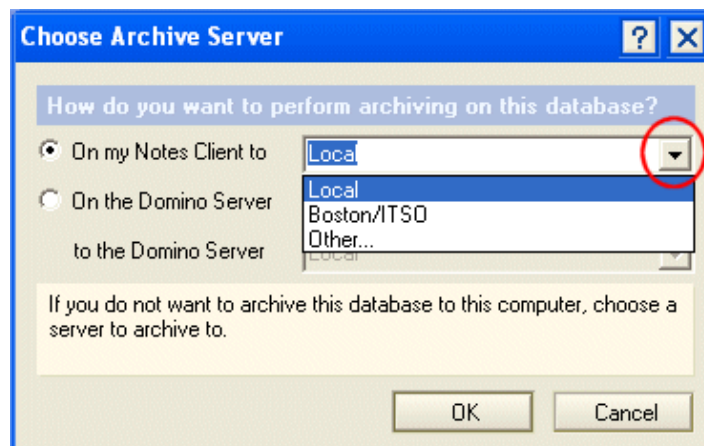 Choose Archive Server
?
How do you want to perform archiving on this database?
On my Notes Client to Local
Local
On the Domino Server
Boston/ITSO
Other...
to the Domino Server Local
If you do not want to archive this database to this computer, choose a
server to archive to.
OK Cancel